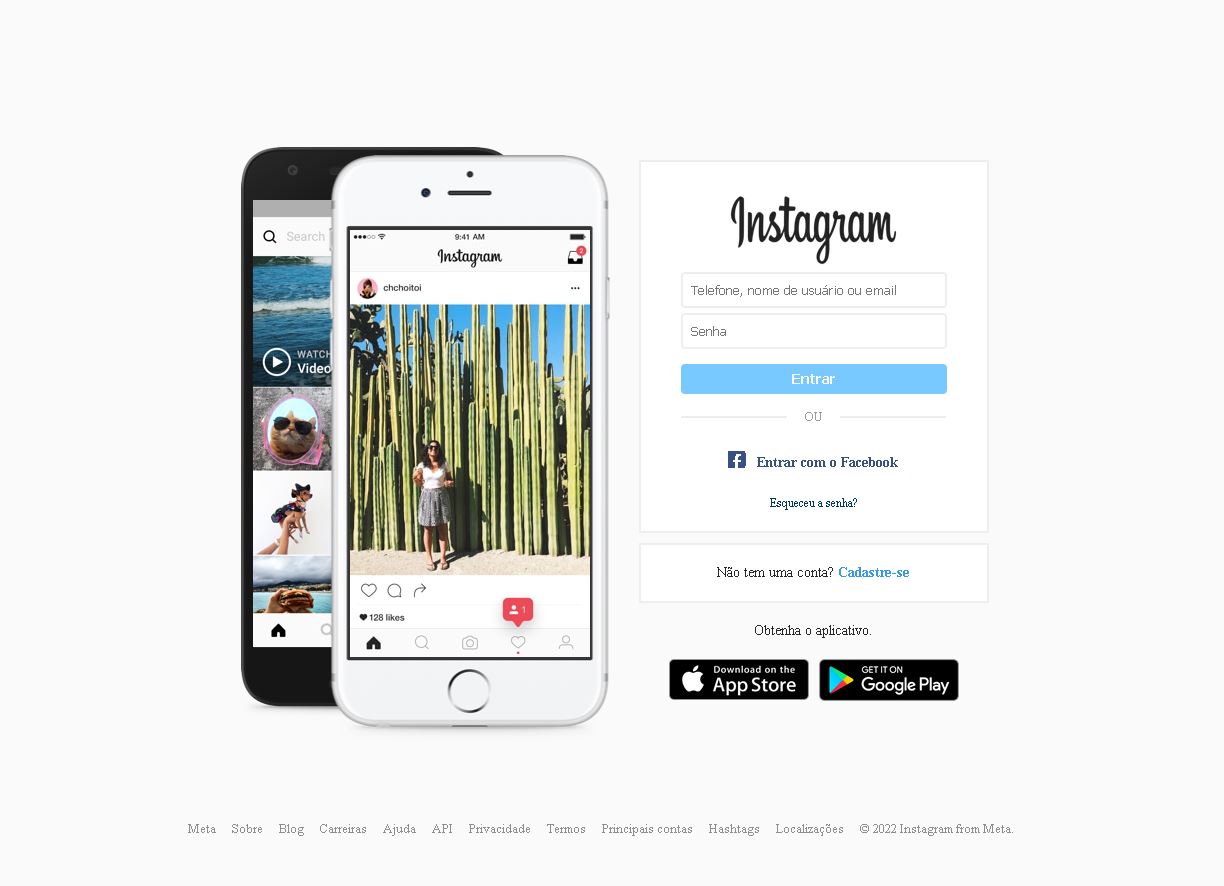 Search
WATCH
Video
9:41 AM
Instagram
2
chchoitoi
128 likes
1
Instagram
Telefone, nome de usuário ou email
Senha
Entrar
OU
Entrar com o Facebook
Esqueceu a senha?
Não tem uma conta? Cadastre-se
Obtenha o aplicativo.
Download on the
App Store
GET IT ON
Google Play
Meta Sobre Blog Carreiras Ajuda API Privacidade Termos Principais contas Hashtags Localizações © 2022 Instagram from Meta.